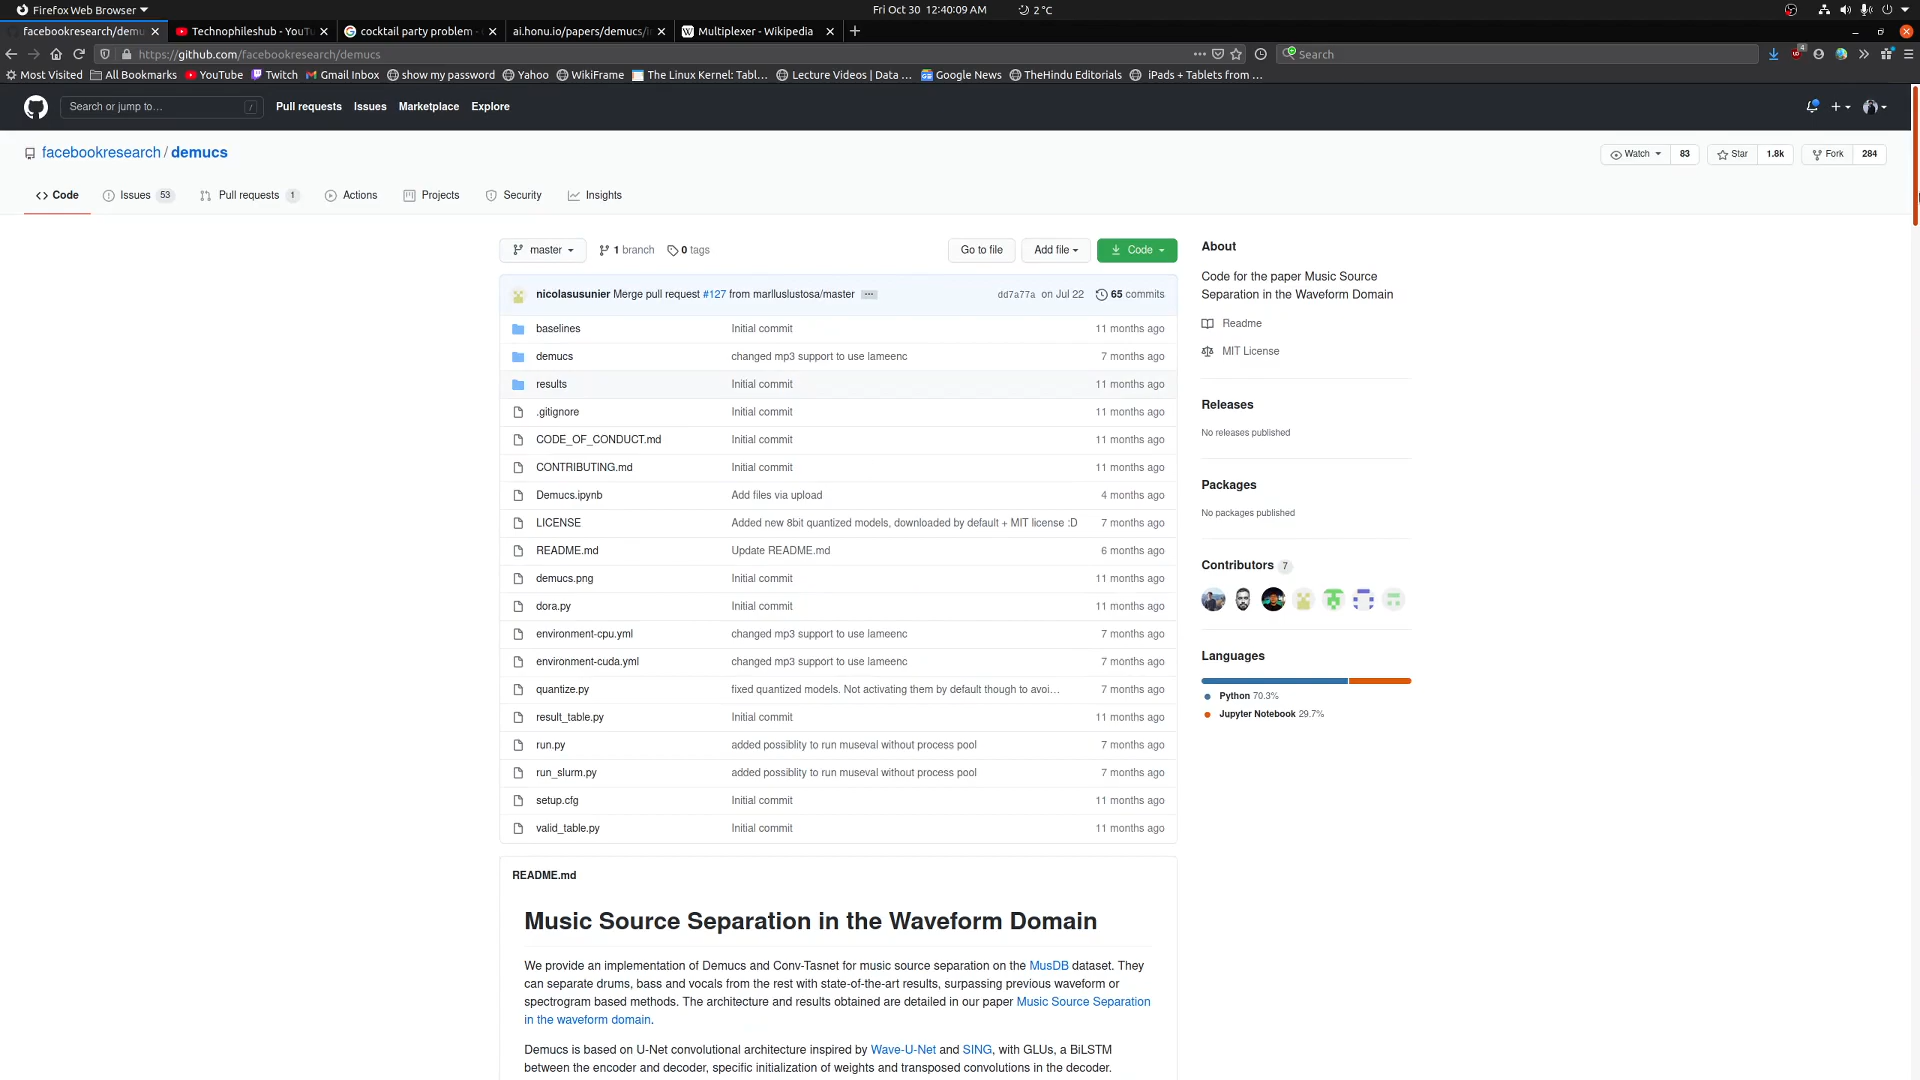 Firefox Web Browser
Fri Oct 30 12:40:09 AM
2 °C
facebookresearch/demu
Technophileshub - YouT
cocktail party problem -
ai.honu.io/papers/demucs/
Multiplexer - Wikipedia
https://github.com/facebookresearch/demucs
Search
4
Most Visited
All Bookmarks
YouTube
Twitch
Gmail Inbox
show my password
Yahoo
WikiFrame
The Linux Kernel: Tabl...
Lecture Videos | Data ...
Google News
TheHindu Editorials
iPads + Tablets from ...
Search or jump to...
/
Pull requests
Issues
Marketplace
Explore
facebookresearch / demucs
Watch 83
Star 1.8k
Fork 284
Code
Issues 53
Pull requests 1
Actions
Projects
Security
Insights
master
1 branch
0 tags
Go to file
Add file
Code
nicolasusunier Merge pull request #127 from marlluslustosa/master ...
dd7a77a on Jul 22
65 commits
baselines Initial commit 11 months ago
demucs changed mp3 support to use lameenc 7 months ago
results Initial commit 11 months ago
.gitignore Initial commit 11 months ago
CODE_OF_CONDUCT.md Initial commit 11 months ago
CONTRIBUTING.md Initial commit 11 months ago
Demucs.ipynb Add files via upload 4 months ago
LICENSE Added new 8bit quantized models, downloaded by default + MIT license :D 7 months ago
README.md Update README.md 6 months ago
demucs.png Initial commit 11 months ago
dora.py Initial commit 11 months ago
environment-cpu.yml changed mp3 support to use lameenc 7 months ago
environment-cuda.yml changed mp3 support to use lameenc 7 months ago
quantize.py fixed quantized models. Not activating them by default though to avoi... 7 months ago
result_table.py Initial commit 11 months ago
run.py added possiblity to run museval without process pool 7 months ago
run_slurm.py added possiblity to run museval without process pool 7 months ago
setup.cfg Initial commit 11 months ago
valid_table.py Initial commit 11 months ago
README.md
Music Source Separation in the Waveform Domain
We provide an implementation of Demucs and Conv-Tasnet for music source separation on the MusDB dataset. They
can separate drums, bass and vocals from the rest with state-of-the-art results, surpassing previous waveform or
spectrogram based methods. The architecture and results obtained are detailed in our paper Music Source Separation
in the waveform domain.
Demucs is based on U-Net convolutional architecture inspired by Wave-U-Net and SING, with GLUs, a BiLSTM
between the encoder and decoder, specific initialization of weights and transposed convolutions in the decoder.
About
Code for the paper Music Source
Separation in the Waveform Domain
Readme
MIT License
Releases
No releases published
Packages
No packages published
Contributors 7
Languages
Python 70.3%
Jupyter Notebook 29.7%